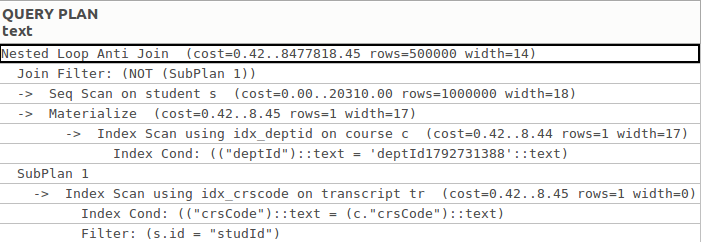 QUERY PLAN
text
Nested Loop Anti Join (cost=0.42..8477818.45 rows=500000 width=14)
Join Filter: (NOT (SubPlan 1))
-> Seq Scan on student s (cost=0.00..20310.00 rows=1000000 width=18)
-> Materialize (cost=0.42..8.45 rows=1 width=17)
-> Index Scan using idx_deptid on course c (cost=0.42..8.44 rows=1 width=17)
Index Cond: (("deptId")::text = 'deptId1792731388'::text)
SubPlan 1
-> Index Scan using idx_crscode on transcript tr (cost=0.42..8.45 rows=1 width=0)
Index Cond: (("crsCode")::text = (c."crsCode")::text)
Filter: (s.id = "studId")